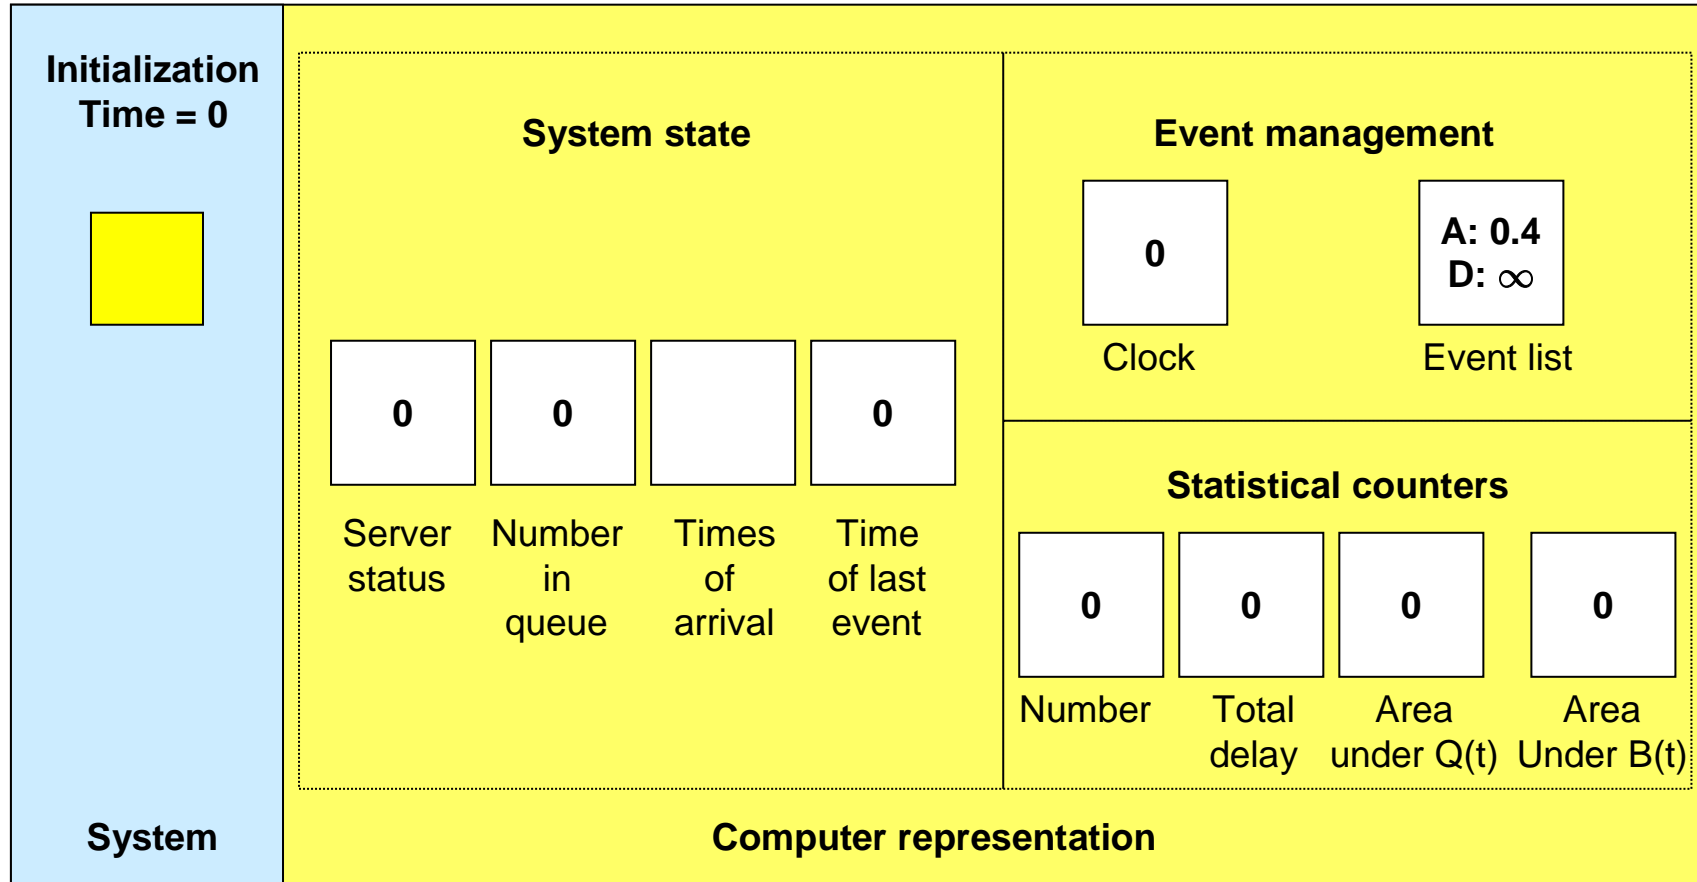 Initialization
Time = 0
System
System state
0
0
0
Server
status
Number
in
queue
Times
of
arrival
Time
of last
event
Event management
0
Clock
A: 0.4
D: ∞
Event list
Statistical counters
0
0
0
0
Number
Total
delay
Area
under Q(t)
Area
Under B(t)
Computer representation